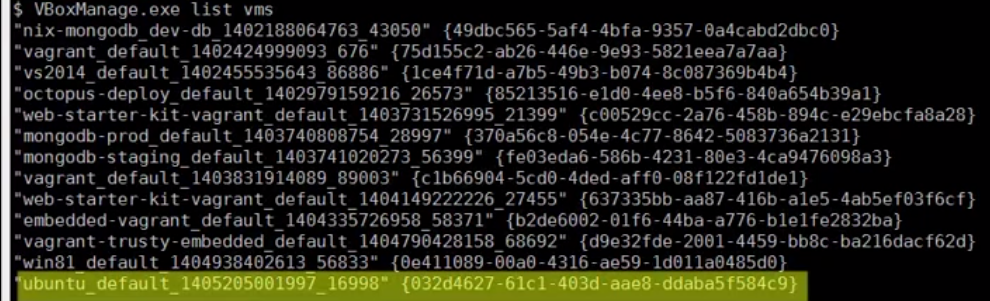 $ VBoxManage.exe list vms
"nix-mongodb_dev-db_1402188064763_43050" {49dbc565-5af4-4bfa-9357-0a4cabd2dbc0}
"vagrant_default_1402424999093_676" {75d155c2-ab26-446e-9e93-5821eea7a7aa}
"vs2014_default_1402455535643_86886" {1ce4f71d-a7b5-49b3-b074-8c087369b4b4}
"octopus-deploy_default_1402979159216_26573" {85213516-e1d0-4ee8-b5f6-840a654b39a1}
"web-starter-kit-vagrant_default_1403731526995_21399" {c00529cc-2a76-458b-894c-e29ebcfa8a28}
"mongodb-prod_default_1403740808754_28997" {370a56c8-054e-4c77-8642-5083736a2131}
"mongodb-staging_default_1403741020273_56399" {fe03eda6-586b-4231-80e3-4ca9476098a3}
"vagrant_default_1403831914089_89003" {c1b66904-5cd0-4ded-aff0-08f122fd1de1}
"web-starter-kit-vagrant_default_1404149222226_27455" {637335bb-aa87-416b-a1e5-4ab5ef03f6cf}
"embedded-vagrant_default_1404335726958_58371" {b2de6002-01f6-44ba-a776-b1e1fe2832ba}
"vagrant-trusty-embedded_default_1404790428158_68692" {d9e32fde-2001-4459-bb8c-ba216dacf62d}
"win81_default_1404938402613_56833" {0e411089-00a0-4316-ae59-1d011a0485d0}
"ubuntu_default_1405205001997_16998" {032d4627-61c1-403d-aae8-ddaba5f584c9}